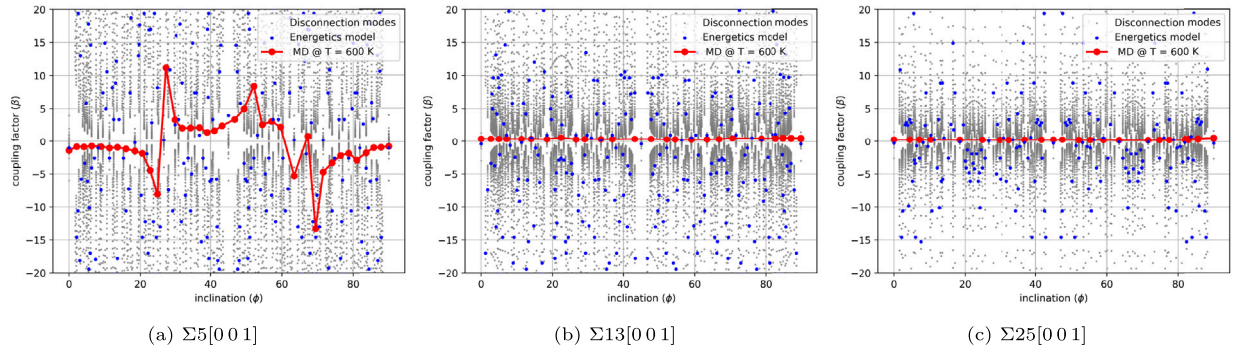 20
15
10
5
0
−5
−10
−15
−20
coupling factor (β)
Disconnection modes
Energetics model
MD @ T = 600 K
0 20 40 60 80
inclination (ϕ)
(a) Σ5[0 0 1]
20
15
10
5
0
−5
−10
−15
−20
coupling factor (β)
Disconnection modes
Energetics model
MD @ T = 600 K
0 20 40 60 80
inclination (ϕ)
(b) Σ13[0 0 1]
20
15
10
5
0
−5
−10
−15
−20
coupling factor (β)
Disconnection modes
Energetics model
MD @ T = 600 K
0 20 40 60 80
inclination (ϕ)
(c) Σ25[0 0 1]